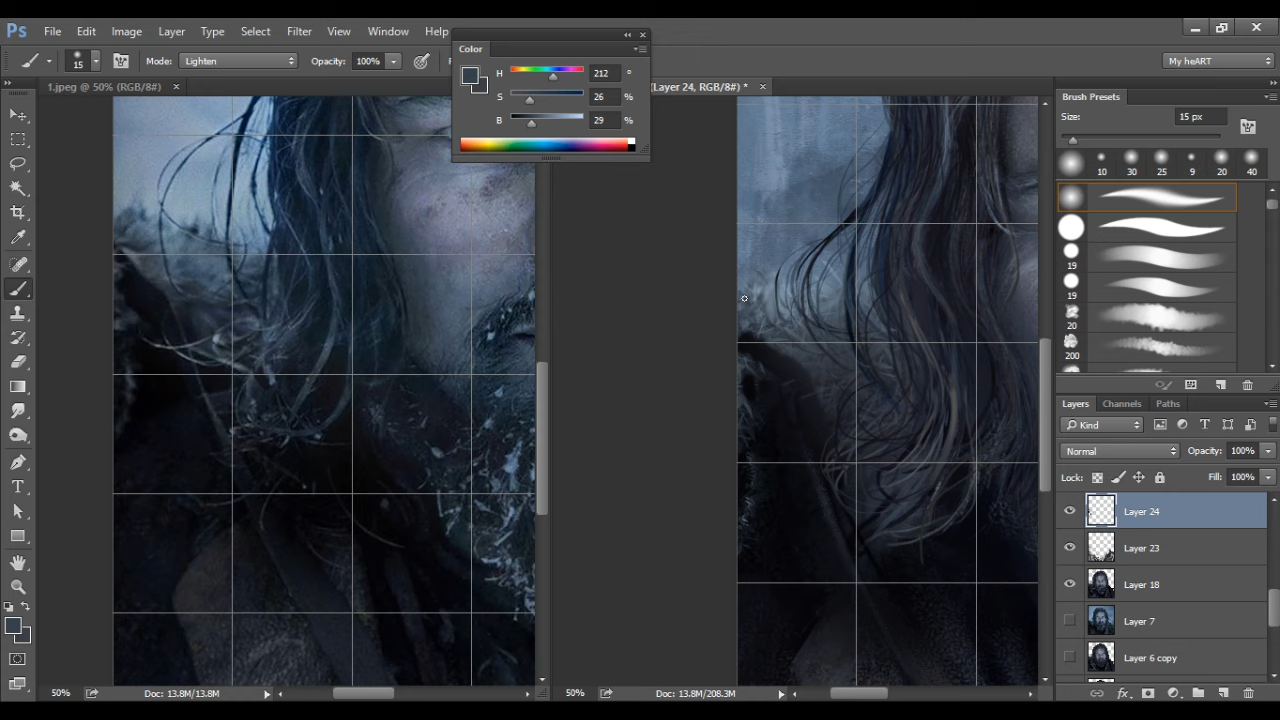 Ps File Edit Image Layer Type Select Filter View Window Help
Color
H 212 °
S 26 %
B 29 %
15 Mode: Lighten Opacity: 100% My heART
1.jpeg @ 50% (RGB/8#) × (Layer 24, RGB/8#) * ×
Brush Presets
Size: 15 px
10 30 25 9 20 40
19
19
20
200
Layers Channels Paths
Kind
Normal Opacity: 100%
Lock: Fill: 100%
Layer 24
Layer 23
Layer 18
Layer 7
Layer 6 copy
50% Doc: 13.8M/13.8M 50% Doc: 13.8M/208.3M